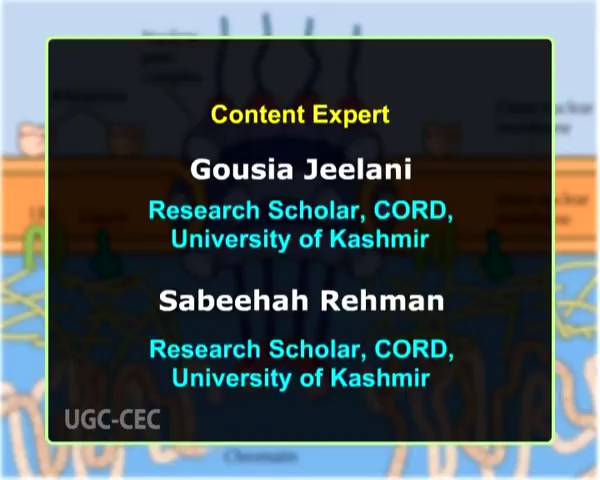 Content Expert
Gousia Jeelani
Research Scholar, CORD,
University of Kashmir
Sabeehah Rehman
Research Scholar, CORD,
University of Kashmir
UGC-CEC
Chromatin